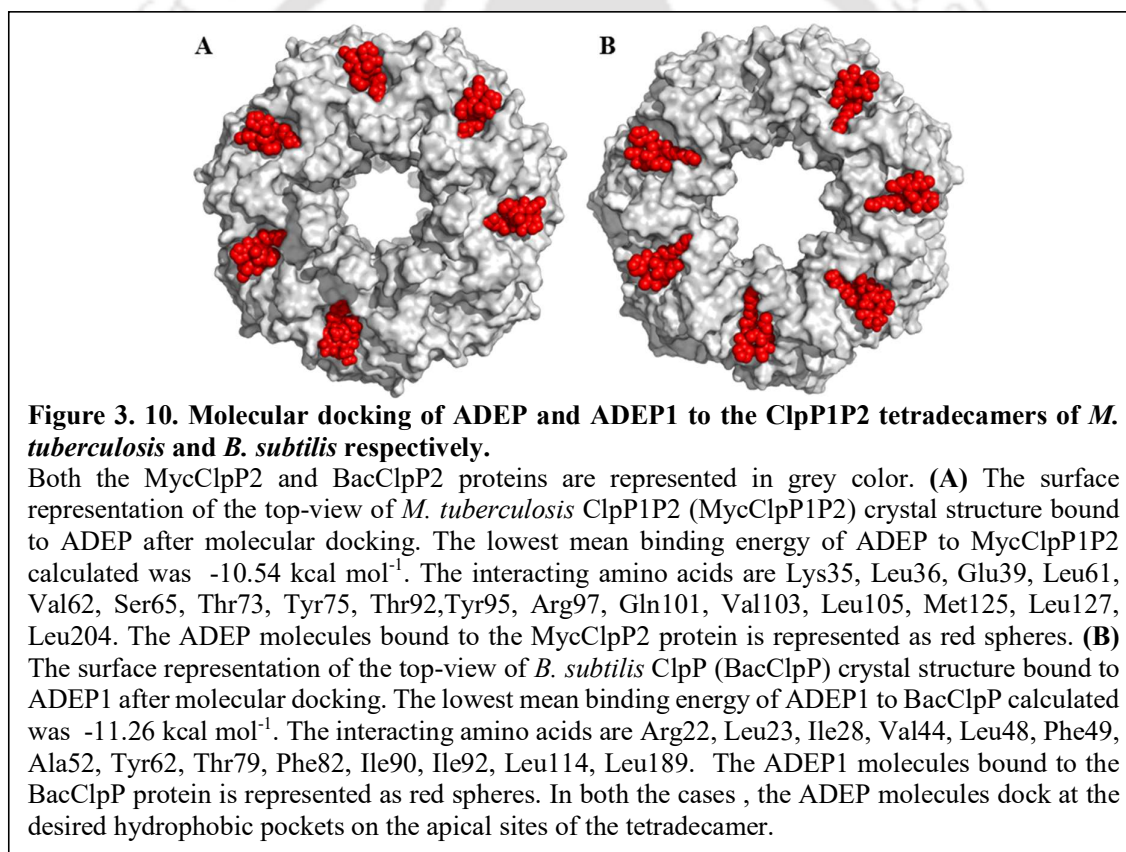 A B
Figure 3. 10. Molecular docking of ADEP and ADEP1 to the ClpP1P2 tetradecamers of M.
tuberculosis and B. subtilis respectively.
Both the MycClpP2 and BacClpP2 proteins are represented in grey color. (A) The surface
representation of the top-view of M. tuberculosis ClpP1P2 (MycClpP1P2) crystal structure bound
to ADEP after molecular docking. The lowest mean binding energy of ADEP to MycClpP1P2
calculated was -10.54 kcal mol-1. The interacting amino acids are Lys35, Leu36, Glu39, Leu61,
Val62, Ser65, Thr73, Tyr75, Thr92,Tyr95, Arg97, Gln101, Val103, Leu105, Met125, Leu127,
Leu204. The ADEP molecules bound to the MycClpP2 protein is represented as red spheres. (B)
The surface representation of the top-view of B. subtilis ClpP (BacClpP) crystal structure bound to
ADEP1 after molecular docking. The lowest mean binding energy of ADEP1 to BacClpP calculated
was -11.26 kcal mol-1. The interacting amino acids are Arg22, Leu23, Ile28, Val44, Leu48, Phe49,
Ala52, Tyr62, Thr79, Phe82, Ile90, Ile92, Leu114, Leu189. The ADEP1 molecules bound to the
BacClpP protein is represented as red spheres. In both the cases , the ADEP molecules dock at the
desired hydrophobic pockets on the apical sites of the tetradecamer.